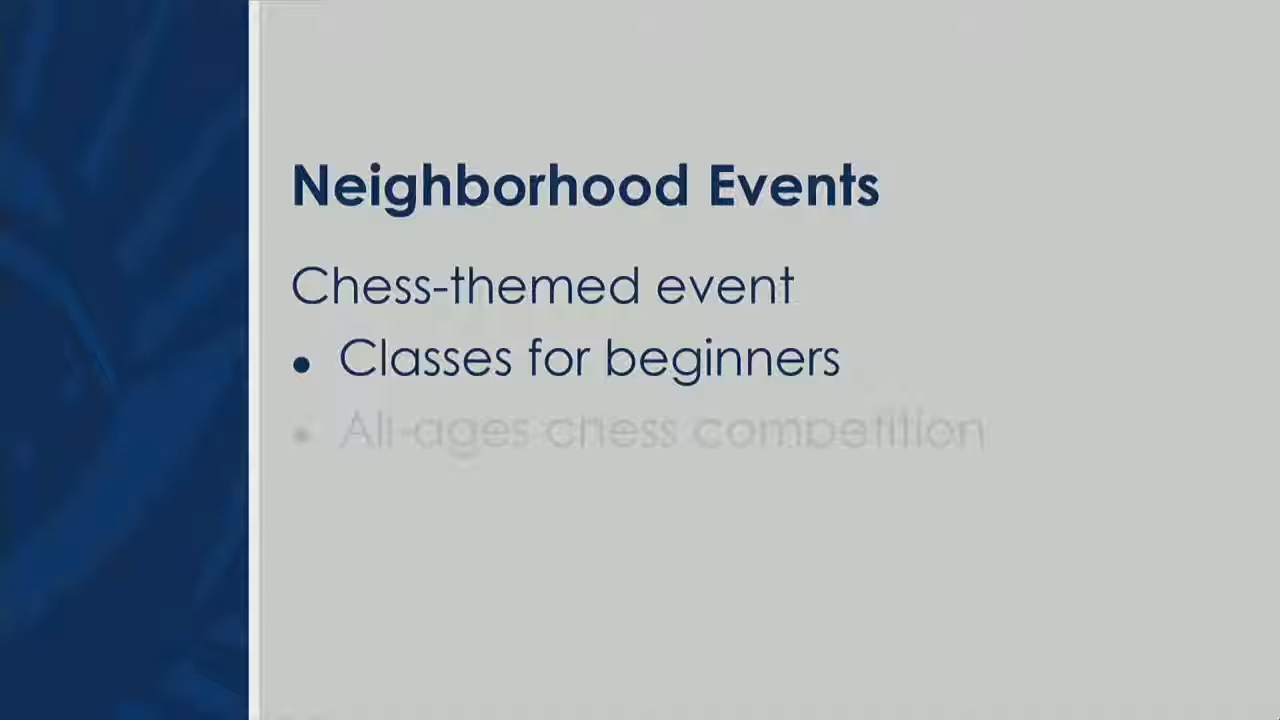 Neighborhood Events
Chess-themed event
• Classes for beginners
• All-ages chess competition